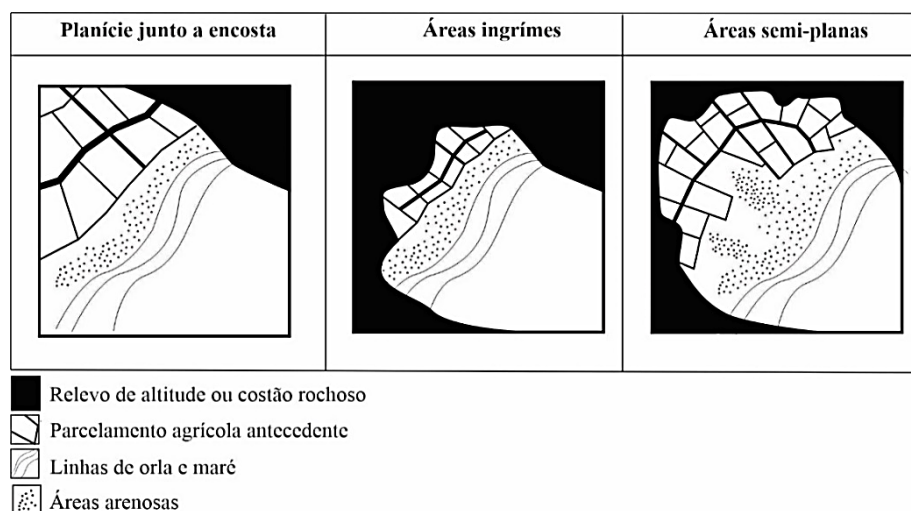 Planície junto a encosta
Áreas ingrímes
Áreas semi-planas
Relevo de altitude ou costão rochoso
Parcelamento agrícola antecedente
Linhas de orla e maré
Áreas arenosas